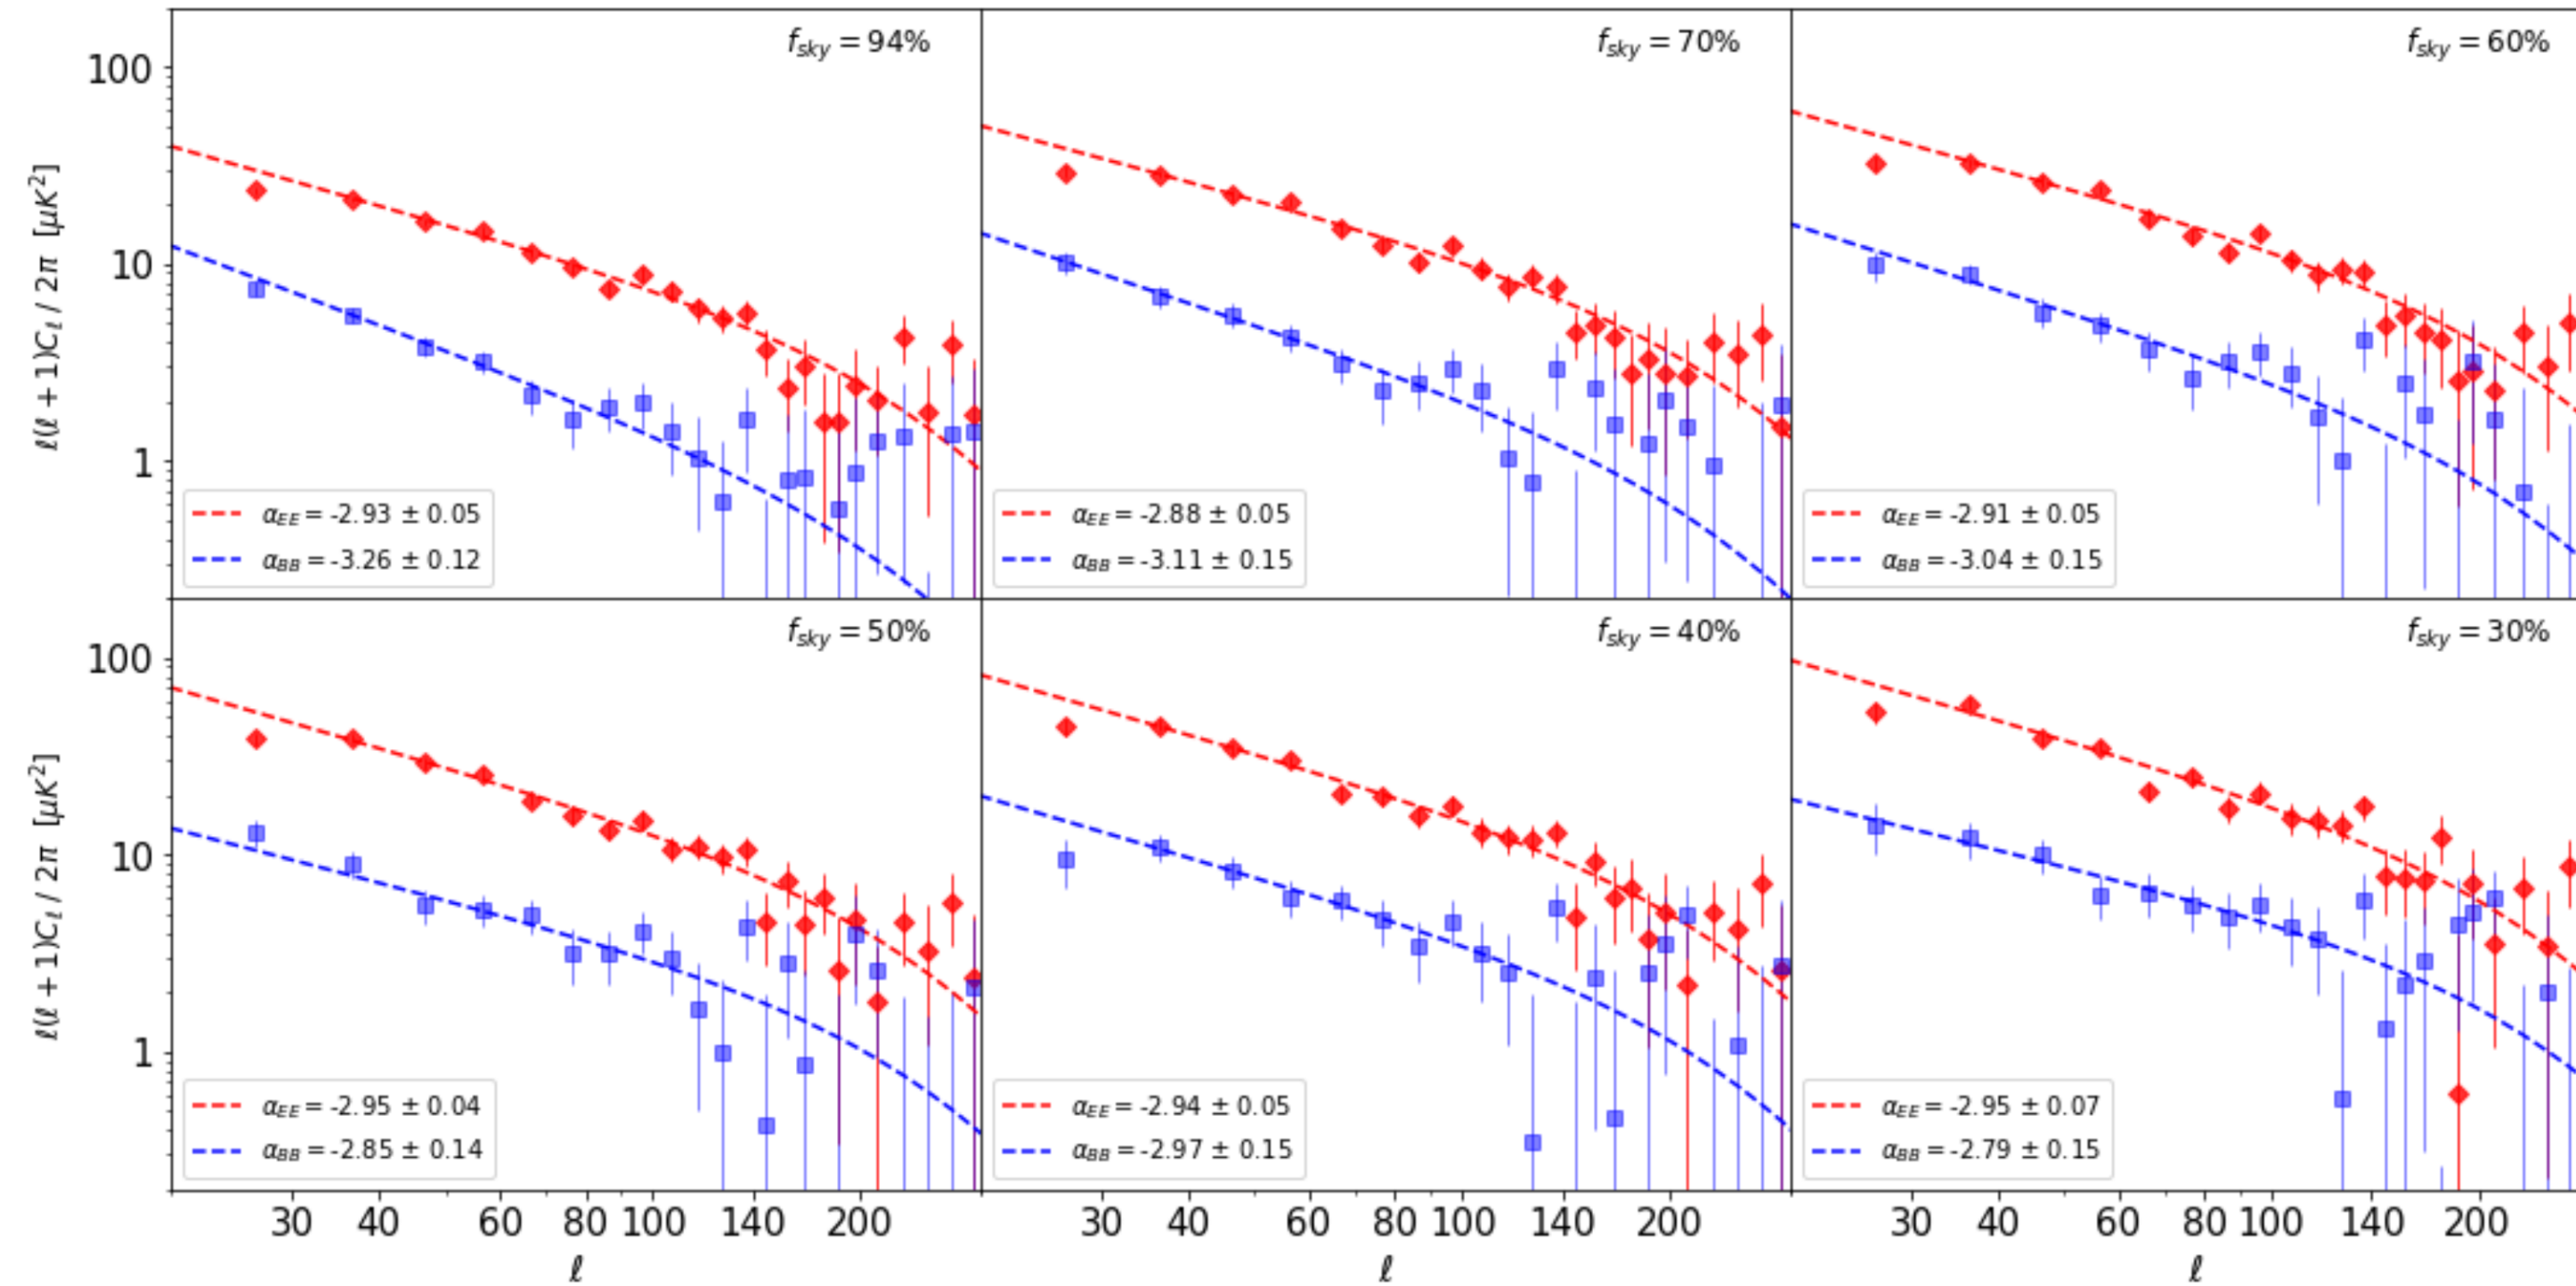 f_sky = 94%
f_sky = 70%
f_sky = 60%
100
10
1
ℓ(ℓ + 1)C_ℓ / 2π [μK²]
α_EE = -2.93 ± 0.05
α_BB = -3.26 ± 0.12
α_EE = -2.88 ± 0.05
α_BB = -3.11 ± 0.15
α_EE = -2.91 ± 0.05
α_BB = -3.04 ± 0.15
f_sky = 50%
f_sky = 40%
f_sky = 30%
100
10
1
ℓ(ℓ + 1)C_ℓ / 2π [μK²]
α_EE = -2.95 ± 0.04
α_BB = -2.85 ± 0.14
α_EE = -2.94 ± 0.05
α_BB = -2.97 ± 0.15
α_EE = -2.95 ± 0.07
α_BB = -2.79 ± 0.15
30 40 60 80 100 140 200
30 40 60 80 100 140 200
30 40 60 80 100 140 200
ℓ
ℓ
ℓ